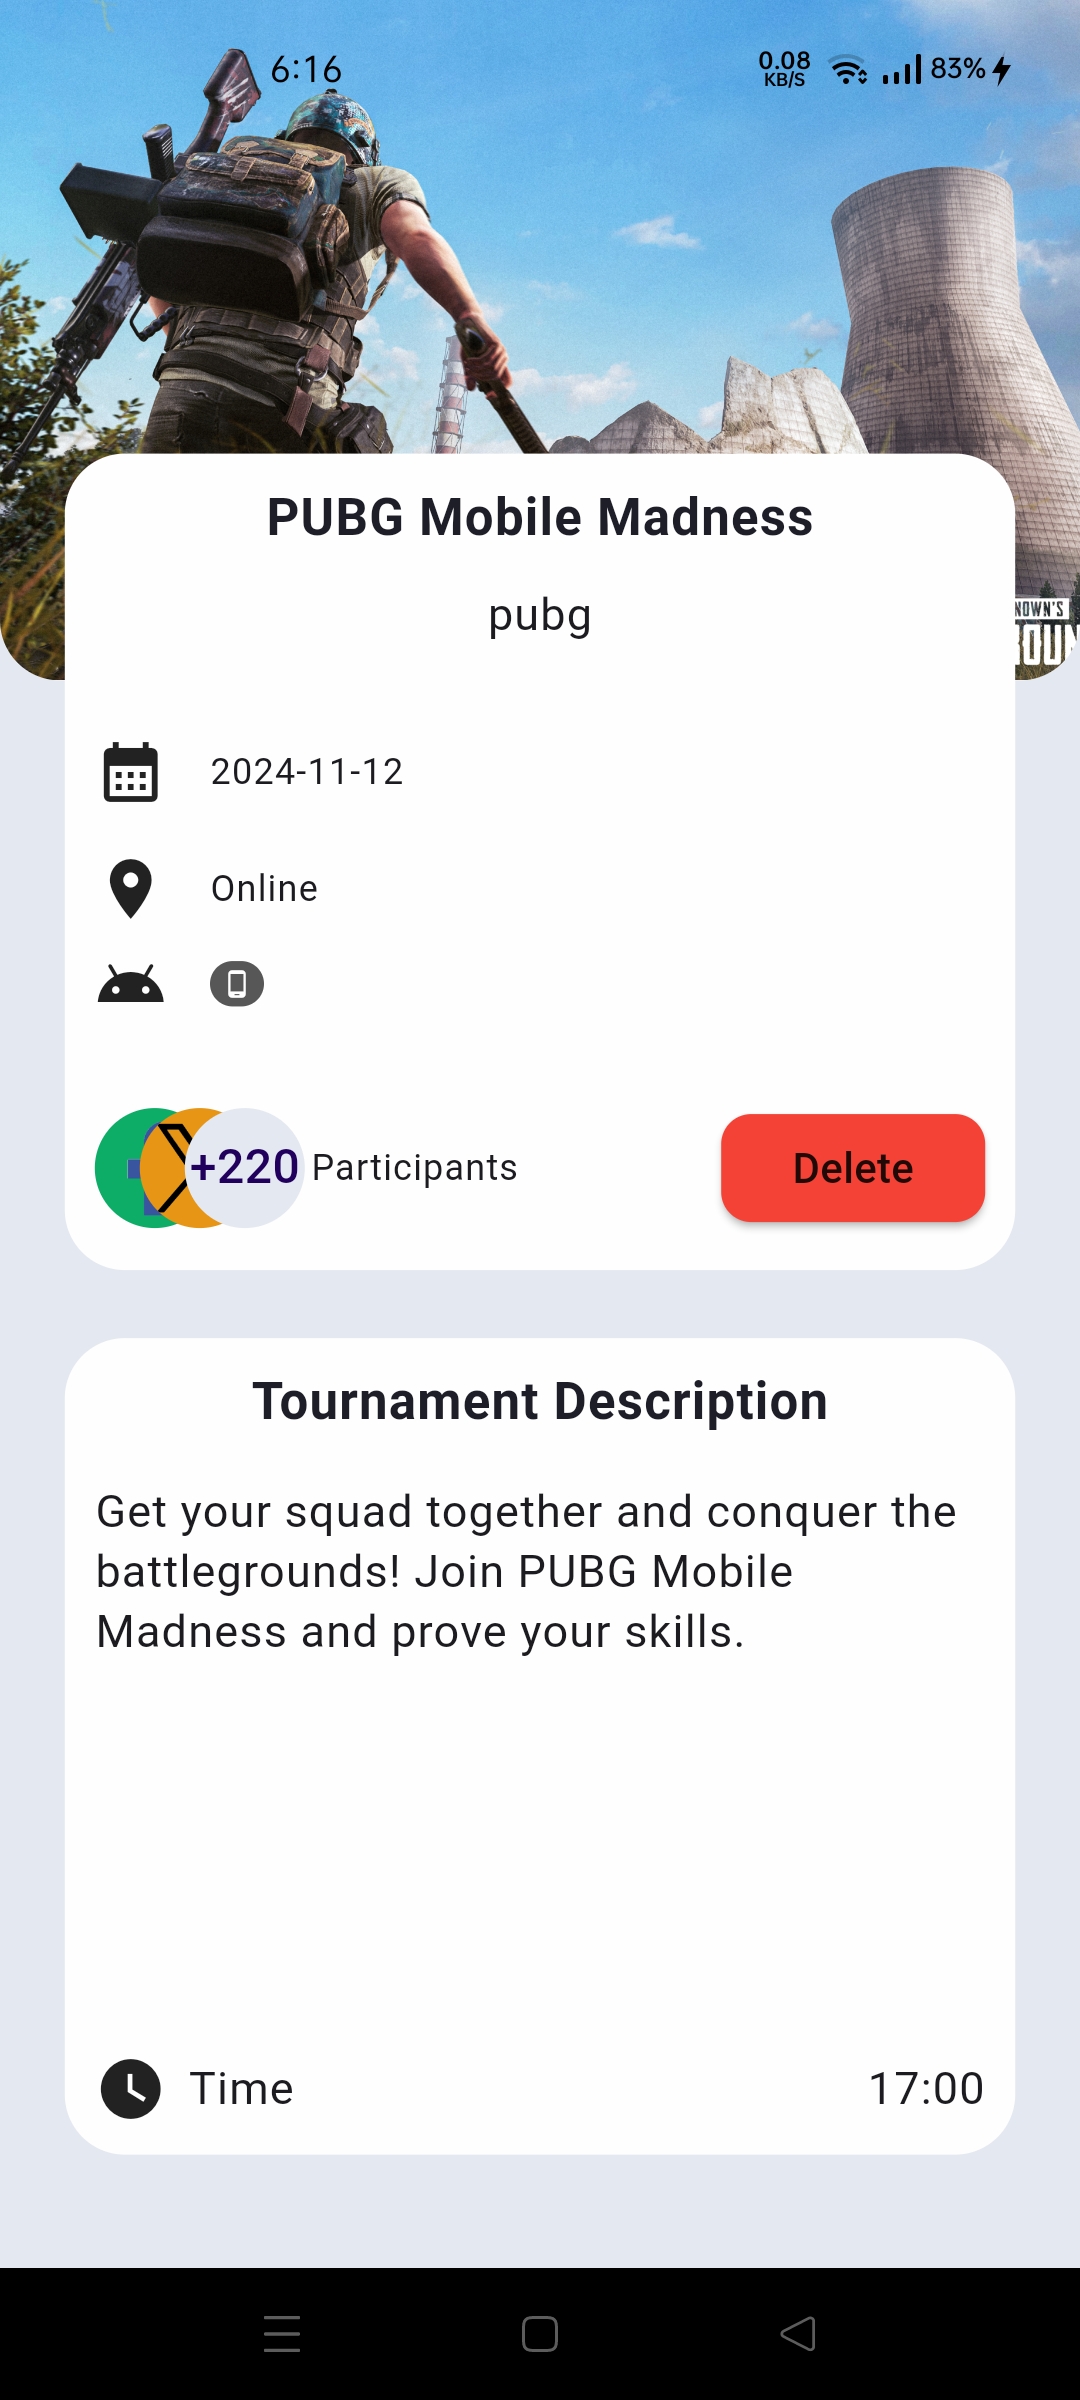 6:16
0.08
KB/S
83%
PUBG Mobile Madness
pubg
NOWN'S
2024-11-12
Online
+220 Participants
Delete
Tournament Description
Get your squad together and conquer the
battlegrounds! Join PUBG Mobile
Madness and prove your skills.
Time
17:00